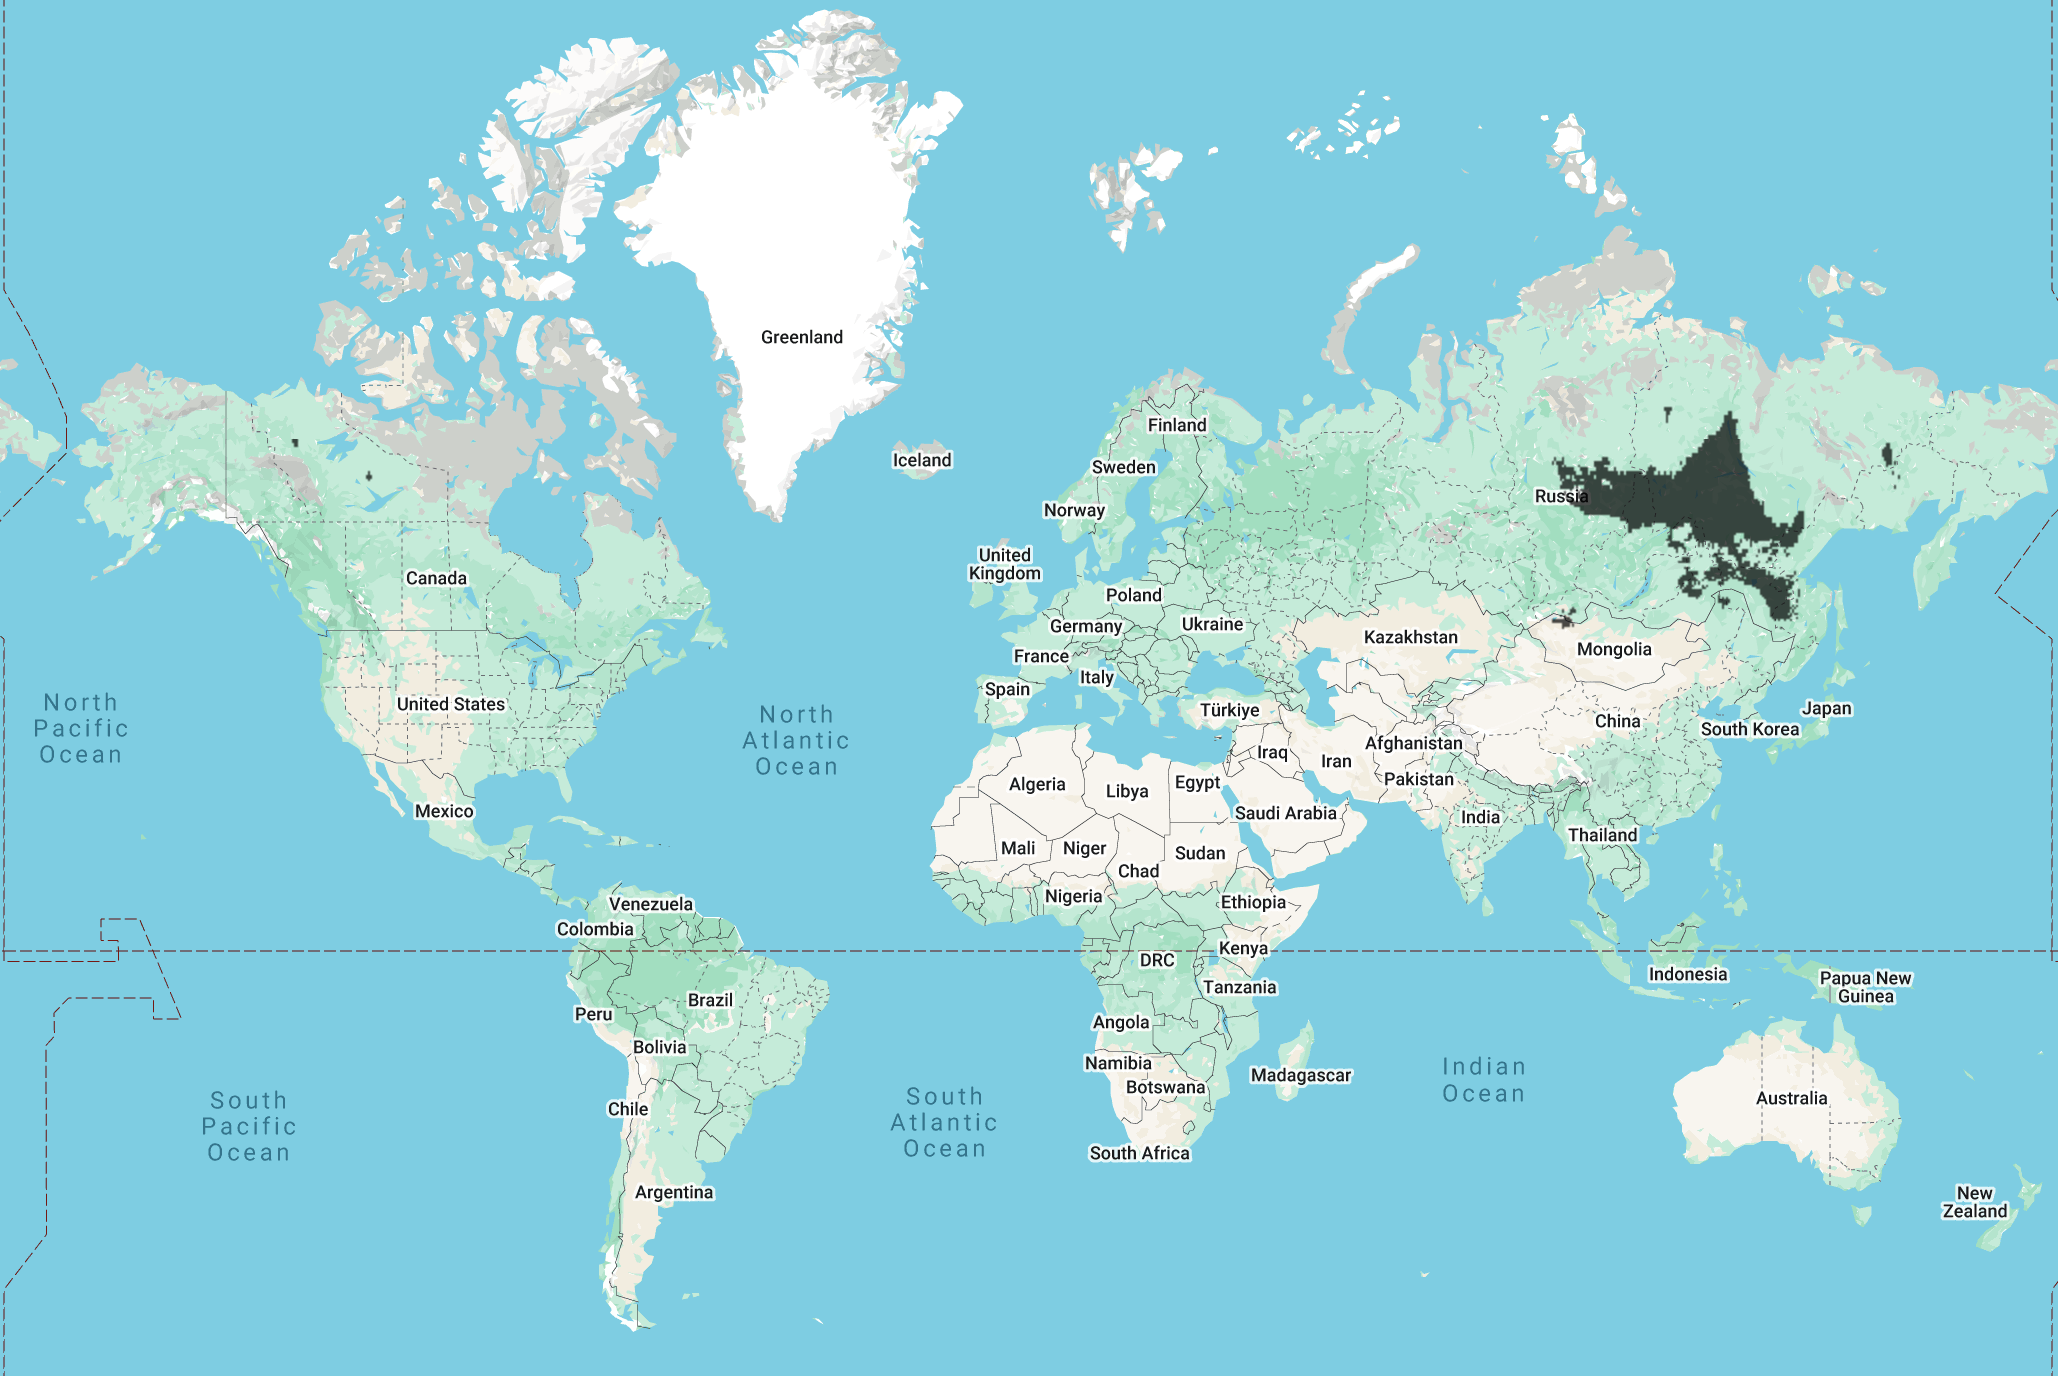 Greenland
Finland
Iceland
Sweden
Russia
Norway
United
Kingdom
Canada
Poland
Germany
Ukraine
Kazakhstan
France
Mongolia
Italy
Spain
United States
Türkiye
Japan
China
South Korea
North
Pacific
Ocean
North
Atlantic
Ocean
Afghanistan
Iraq
Iran
Algeria
Libya
Egypt
Pakistan
Mexico
Saudi Arabia
India
Thailand
Mali
Niger
Sudan
Chad
Nigeria
Ethiopia
Venezuela
Colombia
Kenya
DRC
Indonesia
Papua New
Guinea
Tanzania
Brazil
Peru
Angola
Bolivia
Namibia
Botswana
Madagascar
Indian
Ocean
Australia
Chile
South
Pacific
Ocean
South
Atlantic
Ocean
South Africa
Argentina
New
Zealand